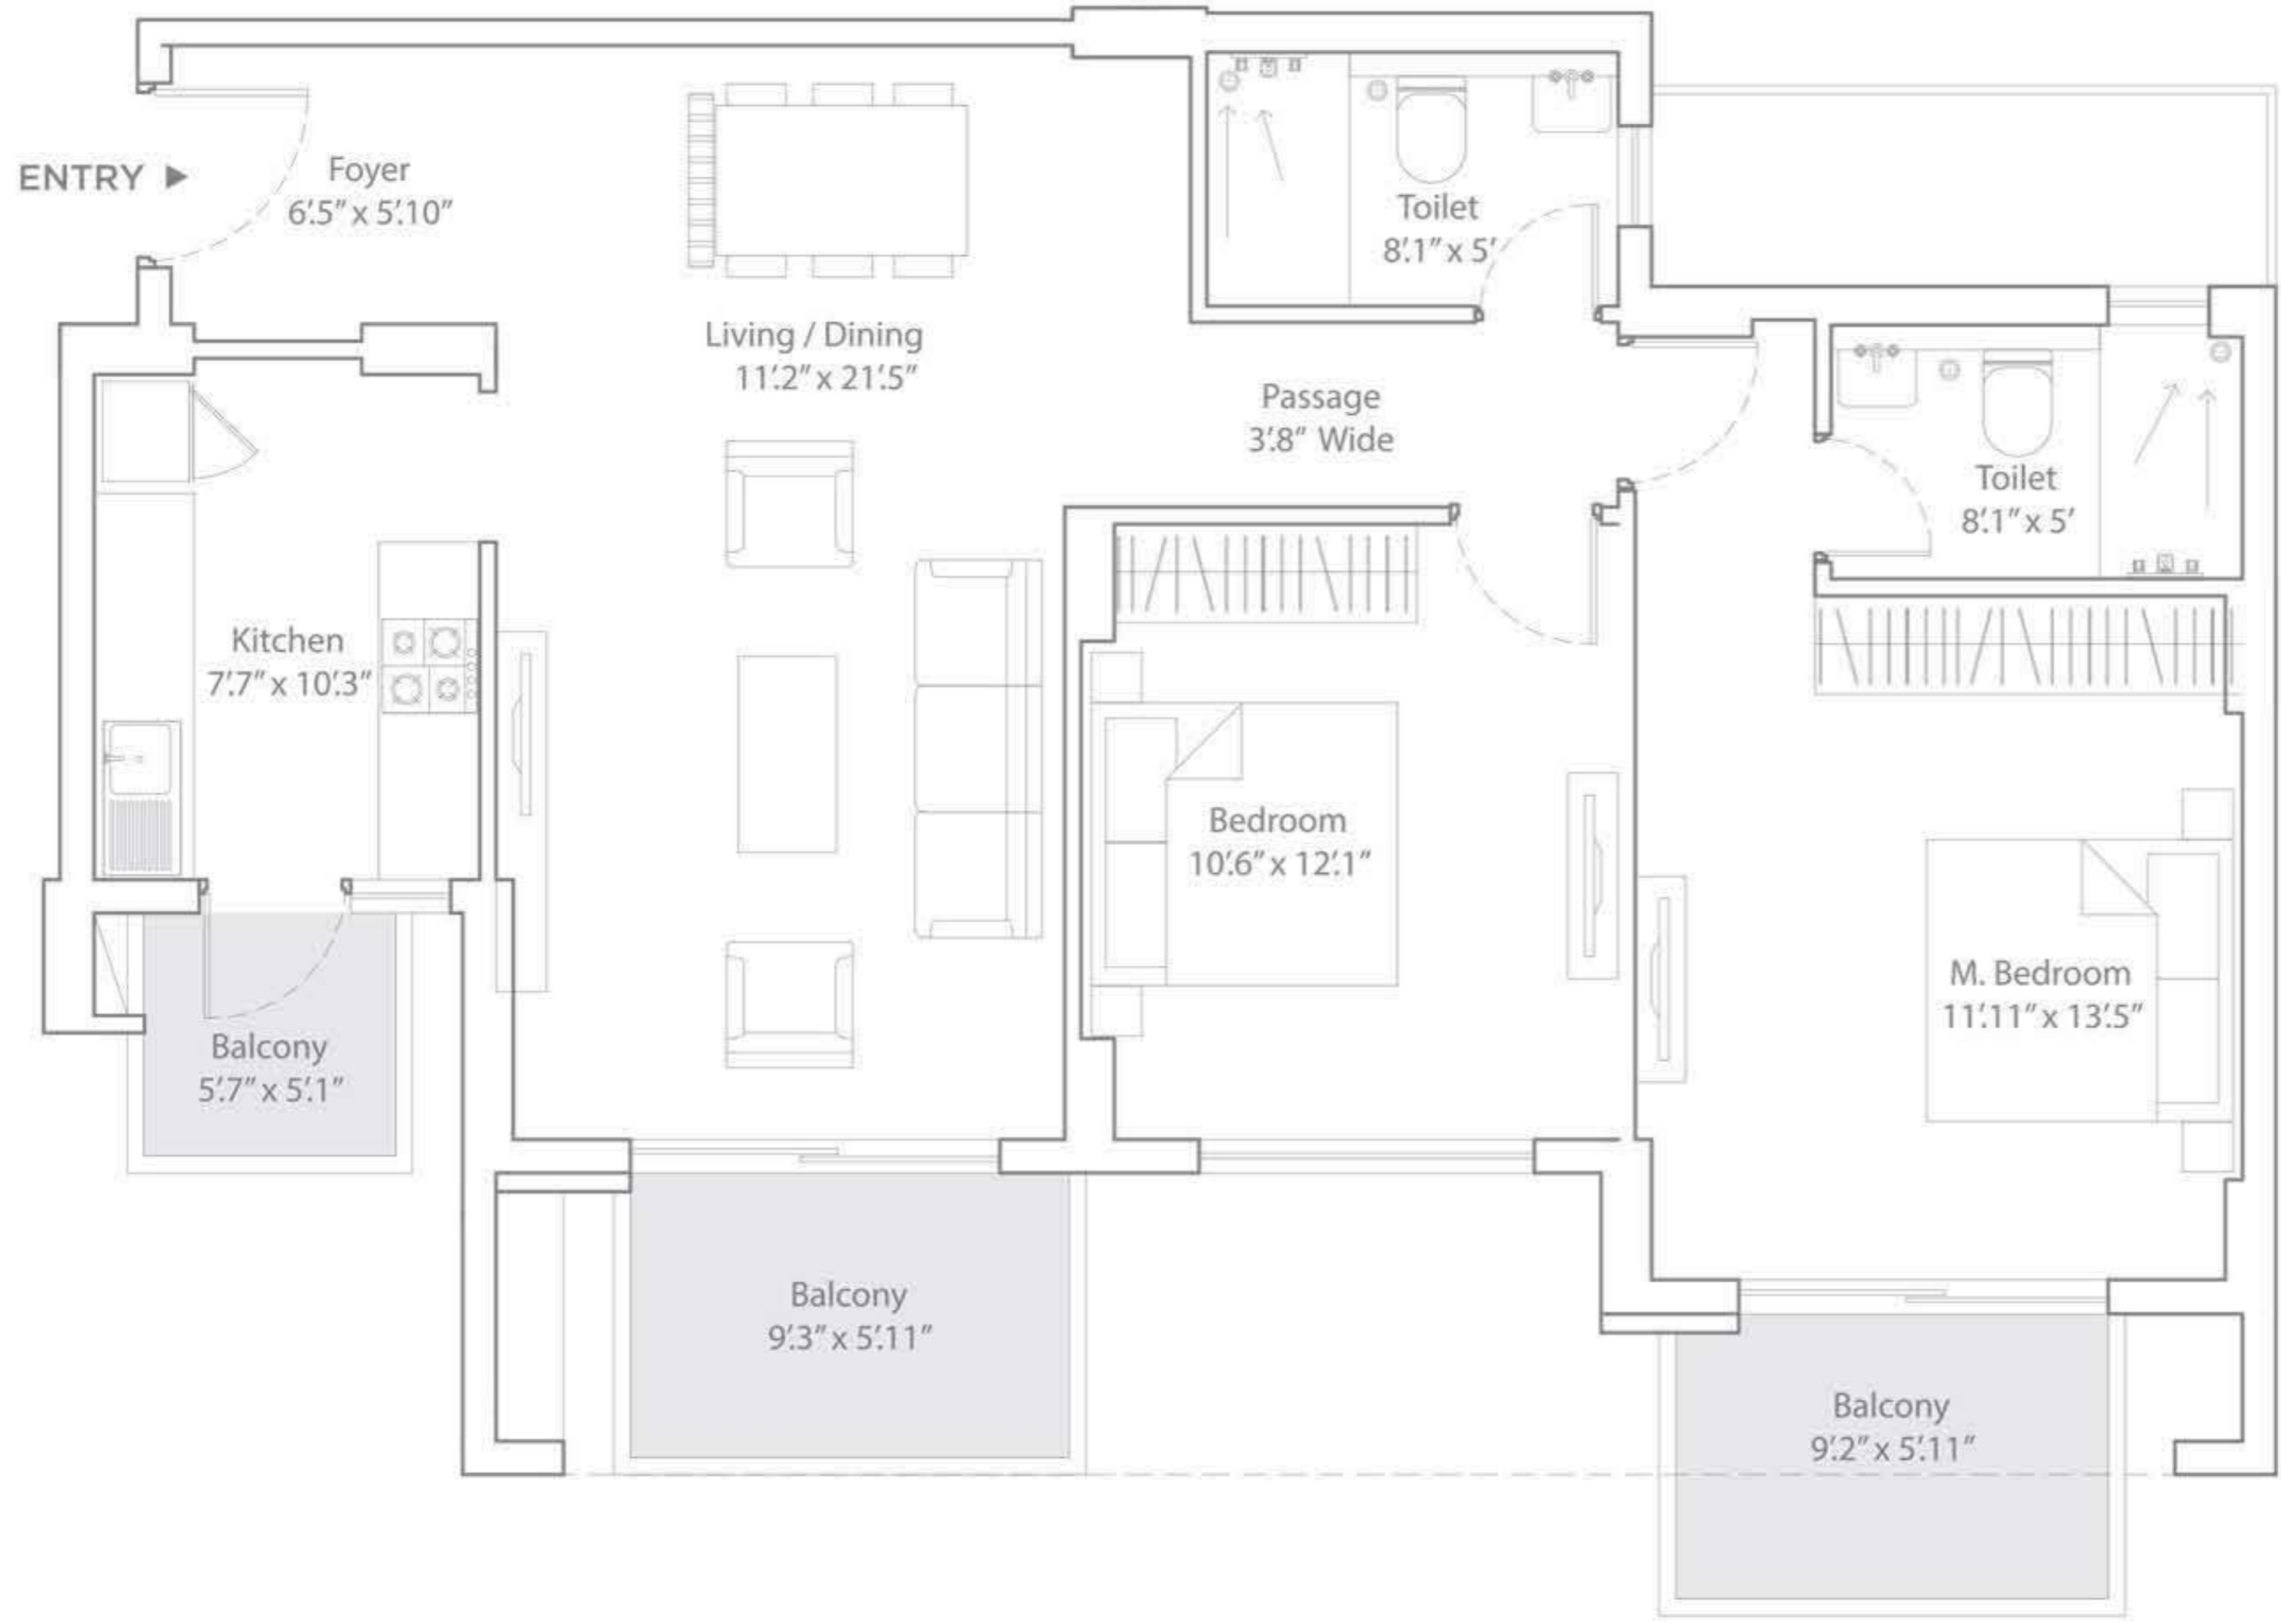 ENTRY ►
Foyer
6'.5" x 5'.10"
Toilet
8'.1" x 5'
Living / Dining
11'.2" x 21'.5"
Passage
3'.8" Wide
Toilet
8'.1" x 5'
Kitchen
7'.7" x 10'.3"
Bedroom
10'.6" x 12'.1"
M. Bedroom
11'.11" x 13'.5"
Balcony
5'.7" x 5'.1"
Balcony
9'.3" x 5'.11"
Balcony
9'.2" x 5'.11"